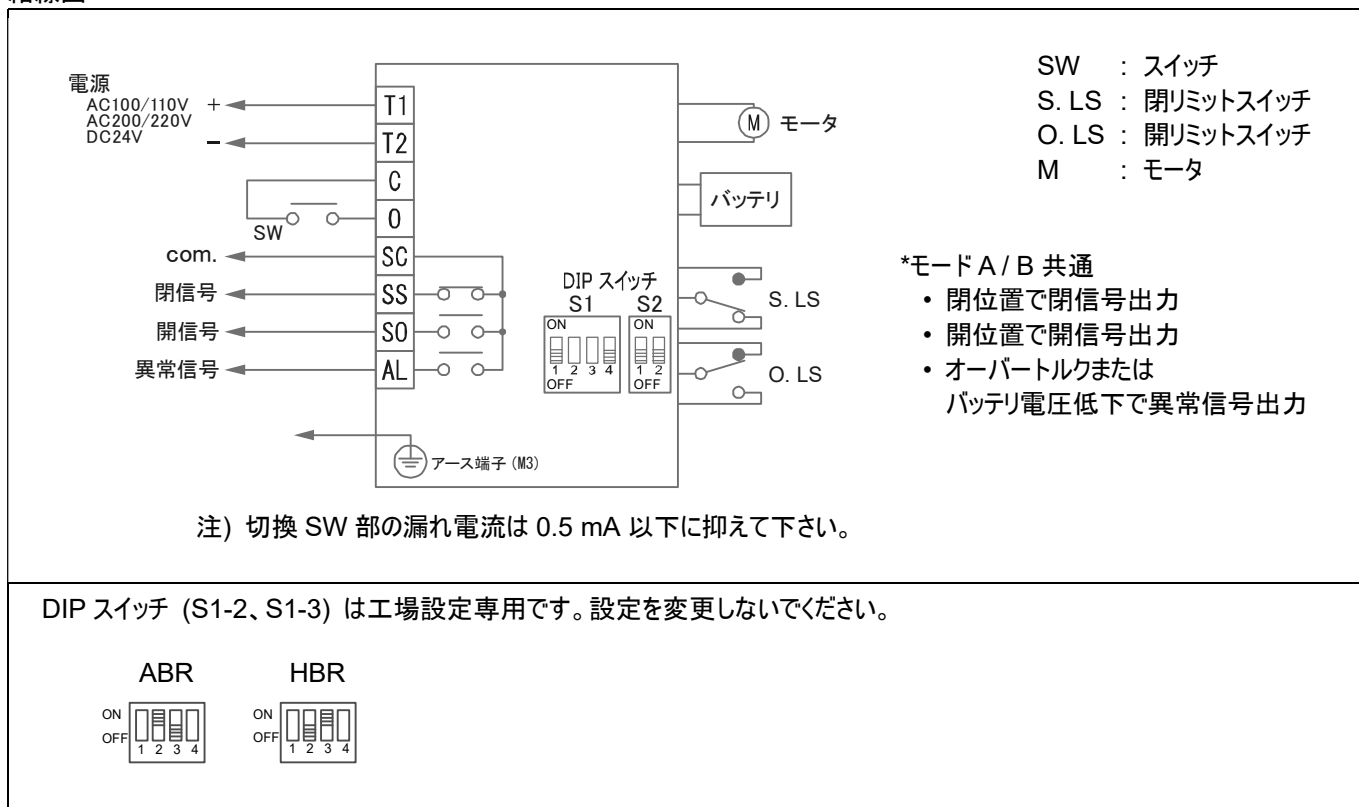 電源
AC100/110V +
AC200/220V
DC24V −
T1
T2
C
O
SW
com. SC
閉信号 SS
開信号 SO
異常信号 AL
アース端子 (M3)
M モータ
バッテリ
DIP スイッチ
S1 S2
ON ON
1 2 3 4 1 2
OFF OFF
S. LS
O. LS
SW : スイッチ
S. LS : 閉リミットスイッチ
O. LS : 開リミットスイッチ
M : モータ
*モード A / B 共通
• 閉位置で閉信号出力
• 開位置で開信号出力
• オーバートルクまたは
バッテリ電圧低下で異常信号出力
注) 切換 SW 部の漏れ電流は 0.5 mA 以下に抑えて下さい。
DIP スイッチ (S1-2、S1-3) は工場設定専用です。設定を変更しないでください。
ABR HBR
ON ON
OFF 1 2 3 4 OFF 1 2 3 4